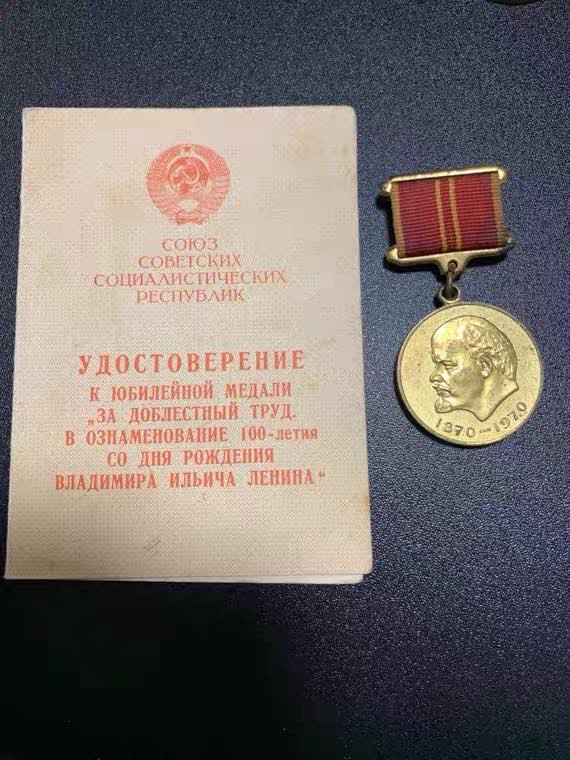 СОЮЗ
СОВЕТСКИХ
СОЦИАЛИСТИЧЕСКИХ
РЕСПУБЛИК
УДОСТОВЕРЕНИЕ
К ЮБИЛЕЙНОЙ МЕДАЛИ
„ЗА ДОБЛЕСТНЫЙ ТРУД.
В ОЗНАМЕНОВАНИЕ 100-летия
СО ДНЯ РОЖДЕНИЯ
ВЛАДИМИРА ИЛЬИЧА ЛЕНИНА“
1870–1970